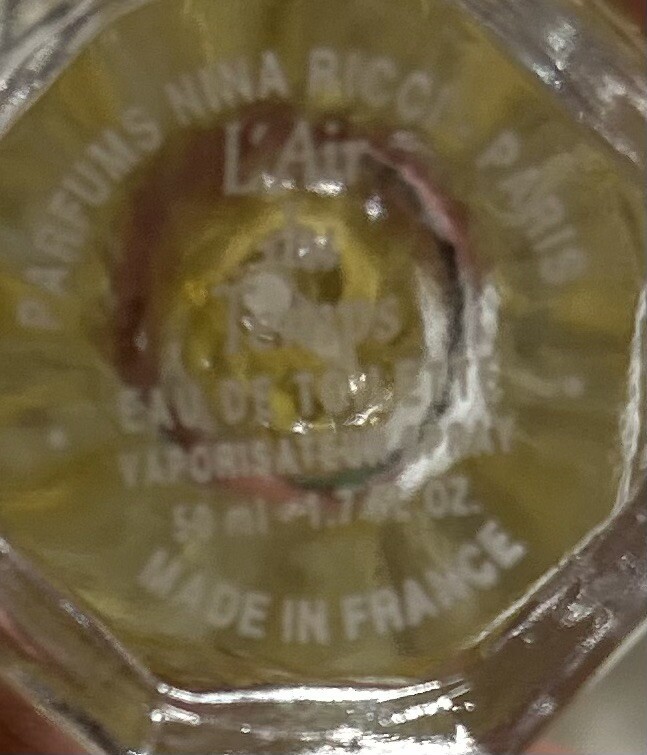 PARFUMS NINA RICCI - PARIS
L'Air
du
Temps
EAU DE TOILETTE
VAPORISATEUR SPRAY
50 ml - 1.7 FL. OZ.
MADE IN FRANCE